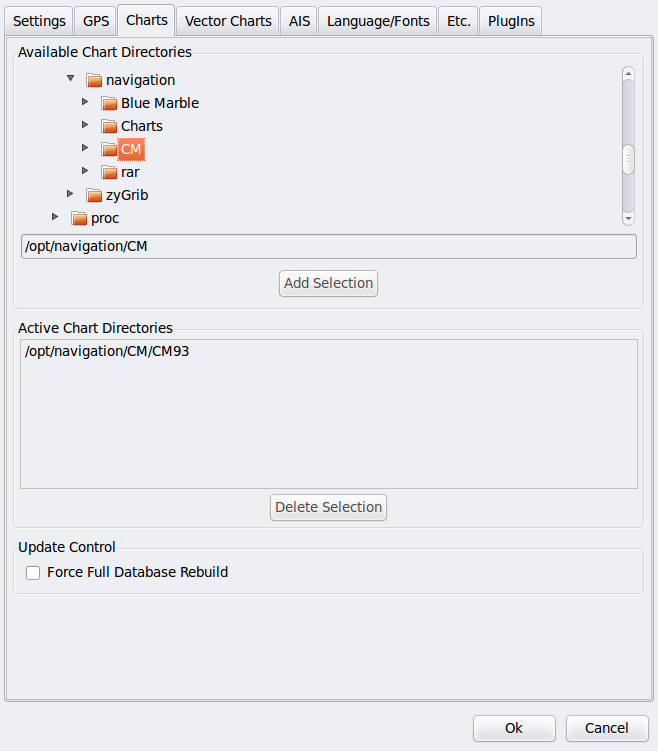 Settings GPS Charts Vector Charts AIS Language/Fonts Etc. PlugIns
Available Chart Directories
navigation
Blue Marble
Charts
CM
rar
zyGrib
proc
/opt/navigation/CM
Add Selection
Active Chart Directories
/opt/navigation/CM/CM93
Delete Selection
Update Control
Force Full Database Rebuild
Ok Cancel